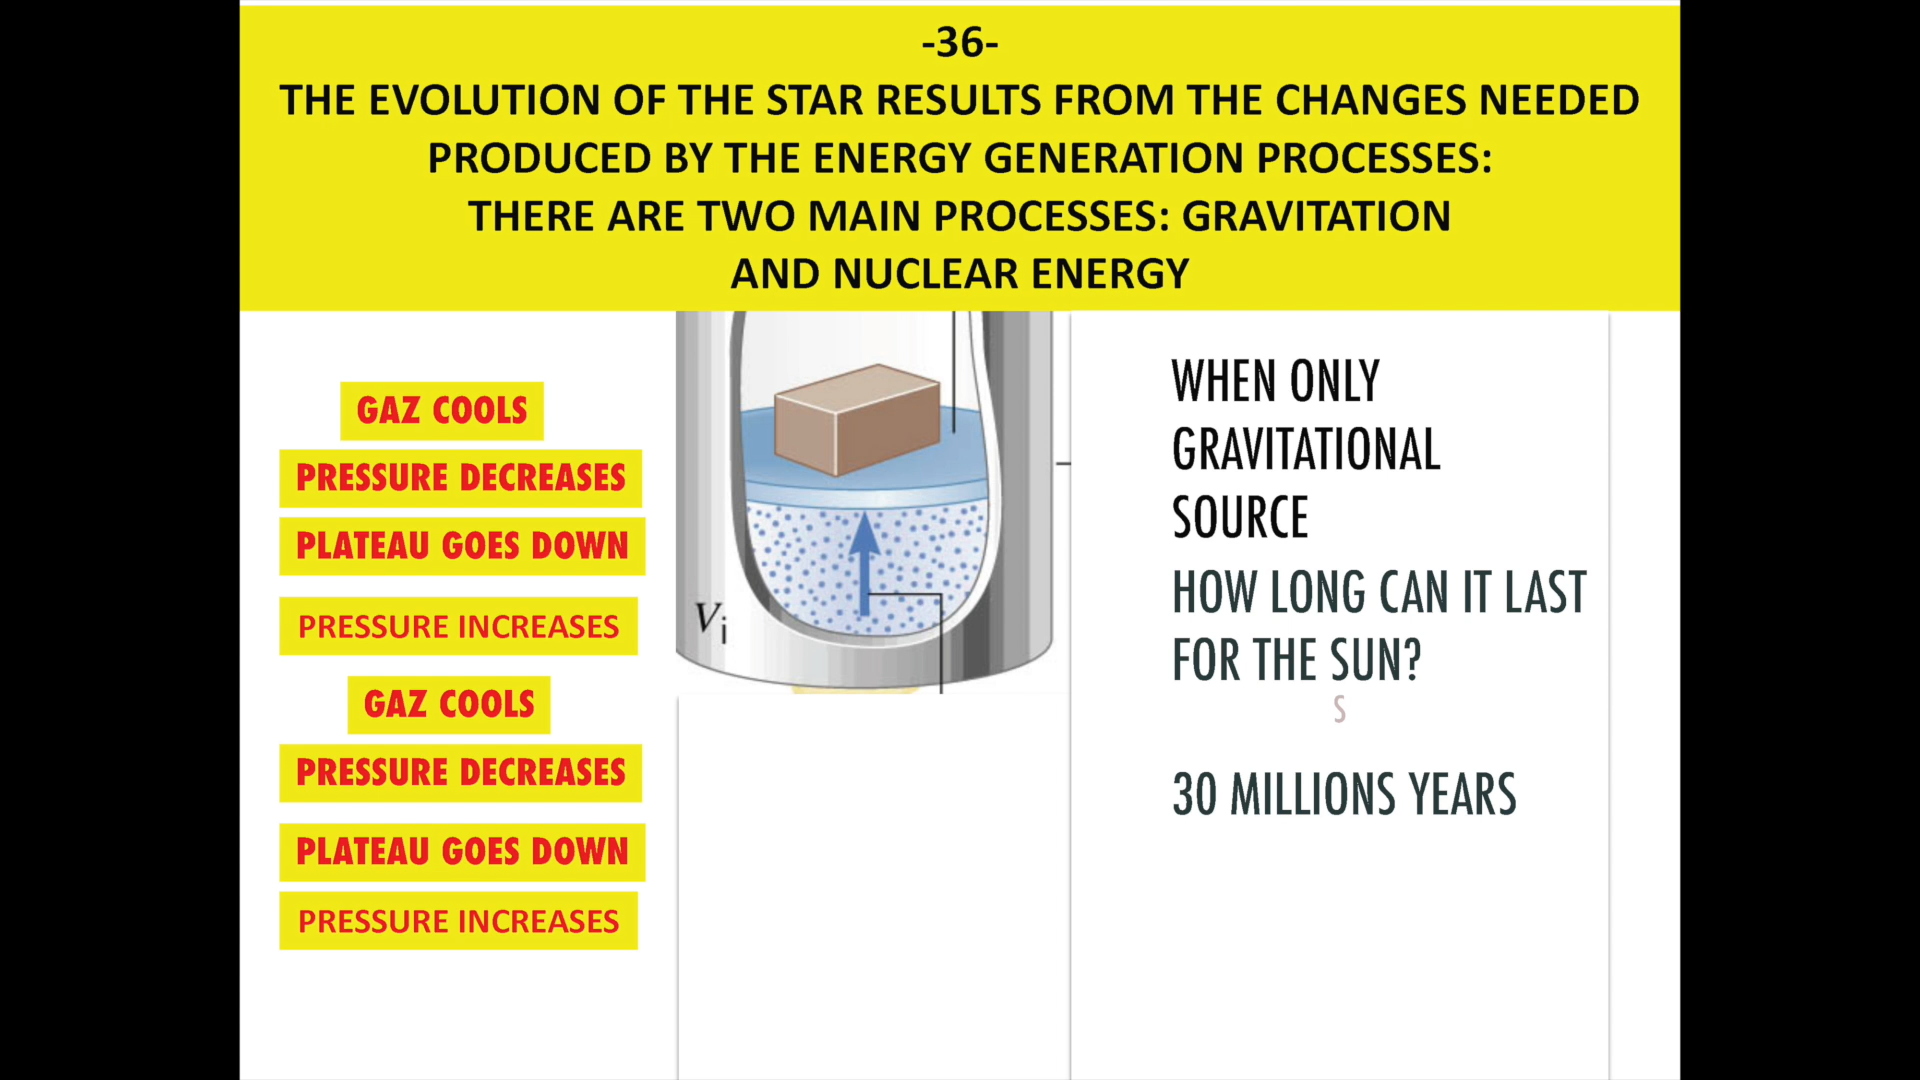 -36-
THE EVOLUTION OF THE STAR RESULTS FROM THE CHANGES NEEDED
PRODUCED BY THE ENERGY GENERATION PROCESSES:
THERE ARE TWO MAIN PROCESSES: GRAVITATION
AND NUCLEAR ENERGY
GAZ COOLS
PRESSURE DECREASES
PLATEAU GOES DOWN
PRESSURE INCREASES
GAZ COOLS
PRESSURE DECREASES
PLATEAU GOES DOWN
PRESSURE INCREASES
Vi
WHEN ONLY
GRAVITATIONAL
SOURCE
HOW LONG CAN IT LAST
FOR THE SUN?
S
30 MILLIONS YEARS